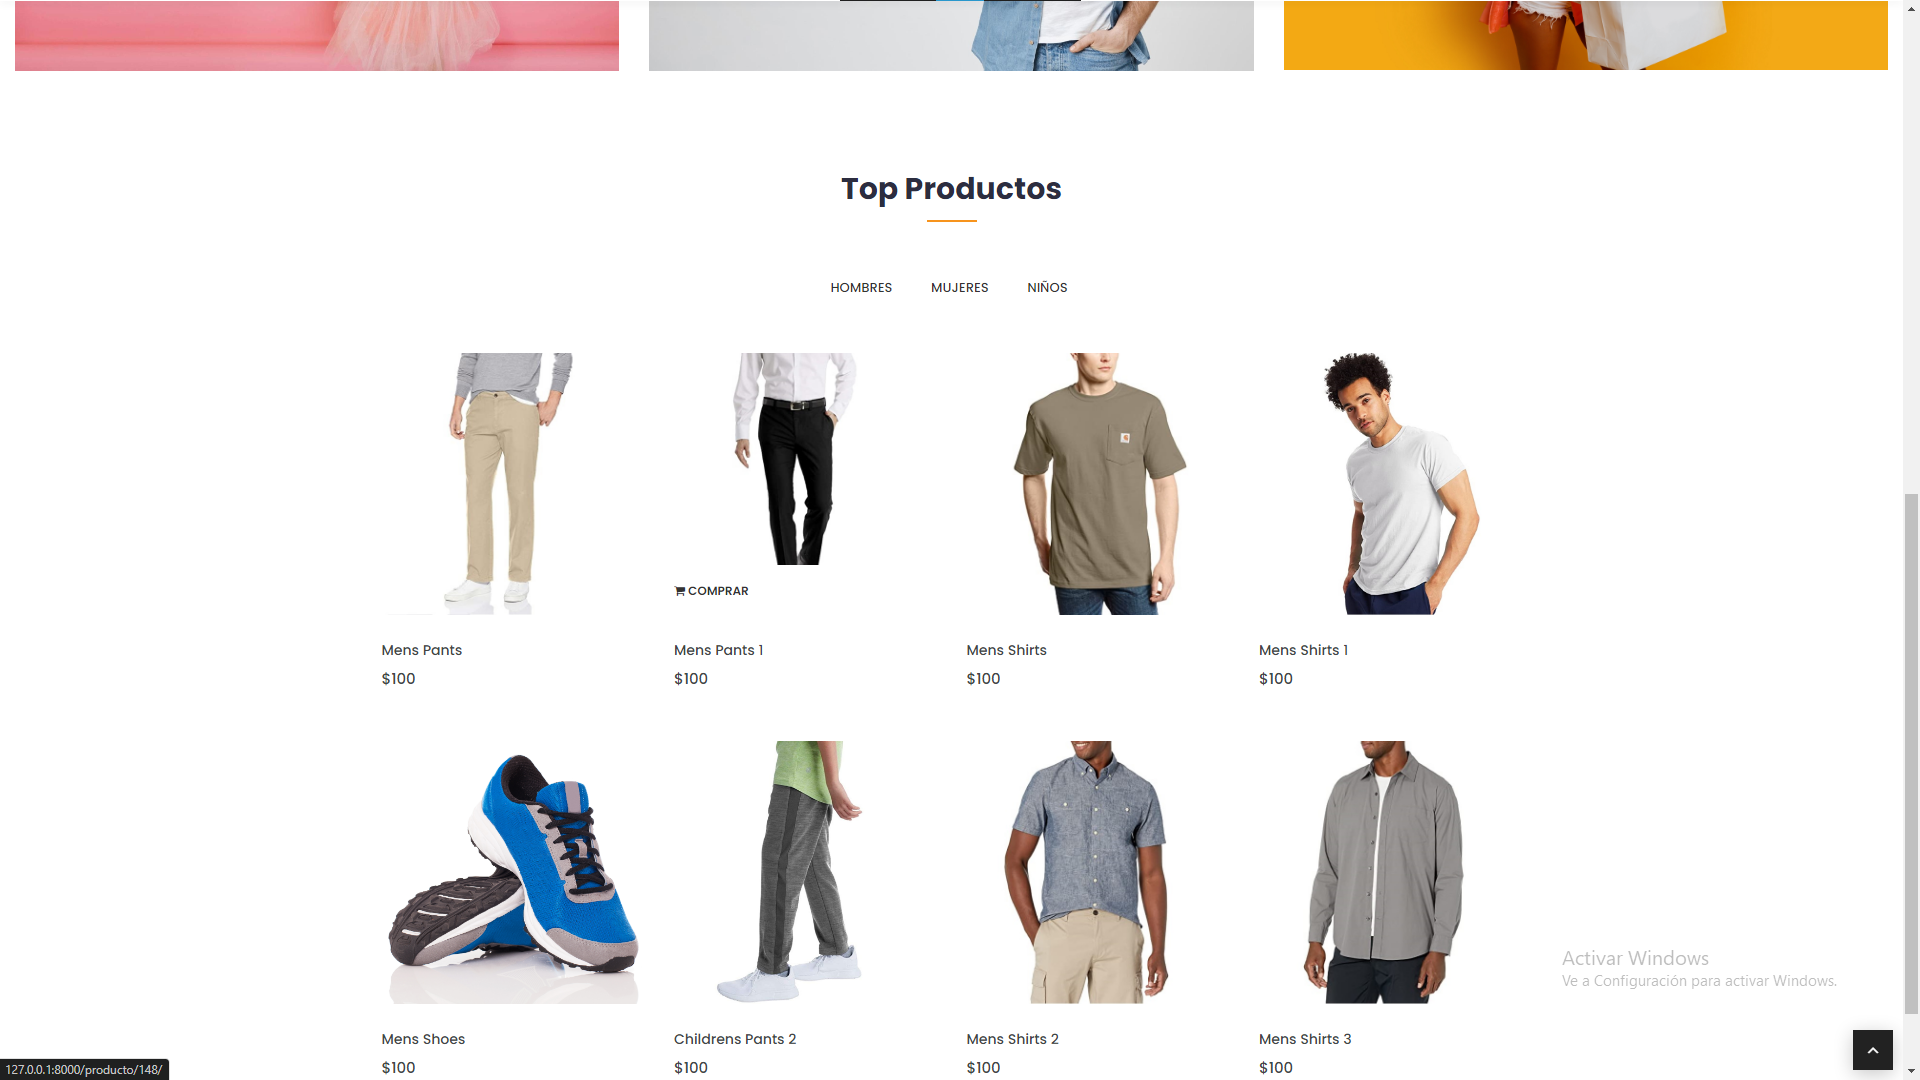 Top Productos
HOMBRES MUJERES NIÑOS
COMPRAR
Mens Pants
$100
Mens Pants 1
$100
Mens Shirts
$100
Mens Shirts 1
$100
Mens Shoes
$100
Childrens Pants 2
$100
Mens Shirts 2
$100
Mens Shirts 3
$100
Activar Windows
Ve a Configuración para activar Windows.
127.0.0.1:8000/producto/148/